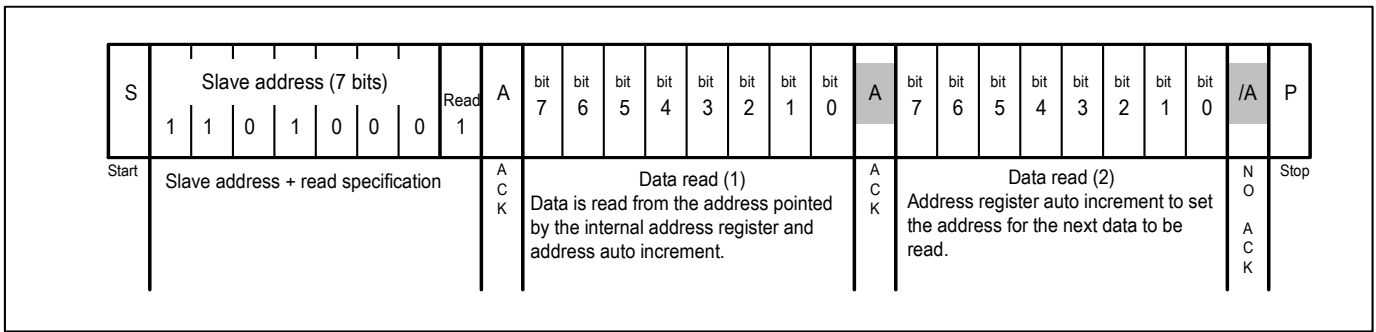 S
Slave address (7 bits)
1 1 0 1 0 0 0
Read
1
A
bit bit bit bit bit bit bit bit
7 6 5 4 3 2 1 0
A
bit bit bit bit bit bit bit bit
7 6 5 4 3 2 1 0
/A
P
Start
Slave address + read specification
A
C
K
Data read (1)
Data is read from the address pointed
by the internal address register and
address auto increment.
A
C
K
Data read (2)
Address register auto increment to set
the address for the next data to be
read.
N
O
A
C
K
Stop